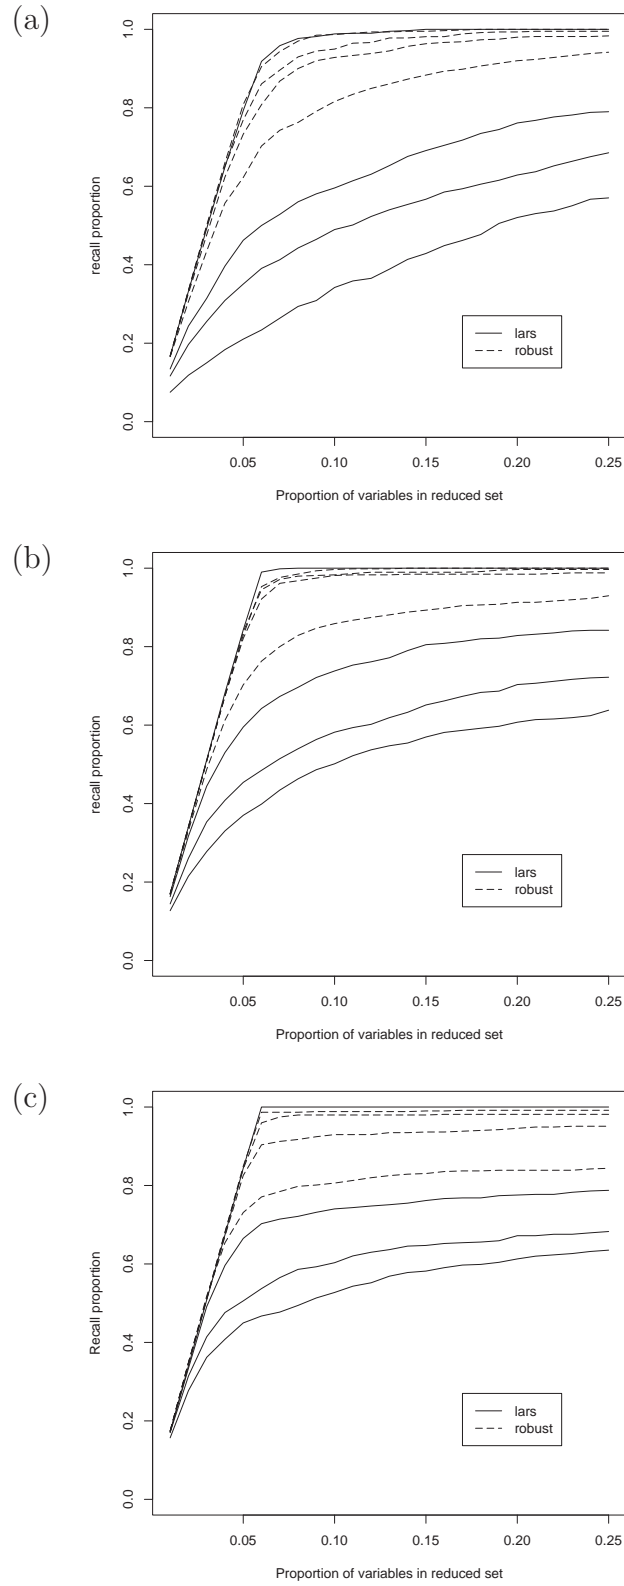 (a)
1.0
0.8
0.6
0.4
0.2
0.0
recall proportion
lars
robust
0.05 0.10 0.15 0.20 0.25
Proportion of variables in reduced set
(b)
1.0
0.8
0.6
0.4
0.2
0.0
recall proportion
lars
robust
0.05 0.10 0.15 0.20 0.25
Proportion of variables in reduced set
(c)
1.0
0.8
0.6
0.4
0.2
0.0
Recall proportion
lars
robust
0.05 0.10 0.15 0.20 0.25
Proportion of variables in reduced set